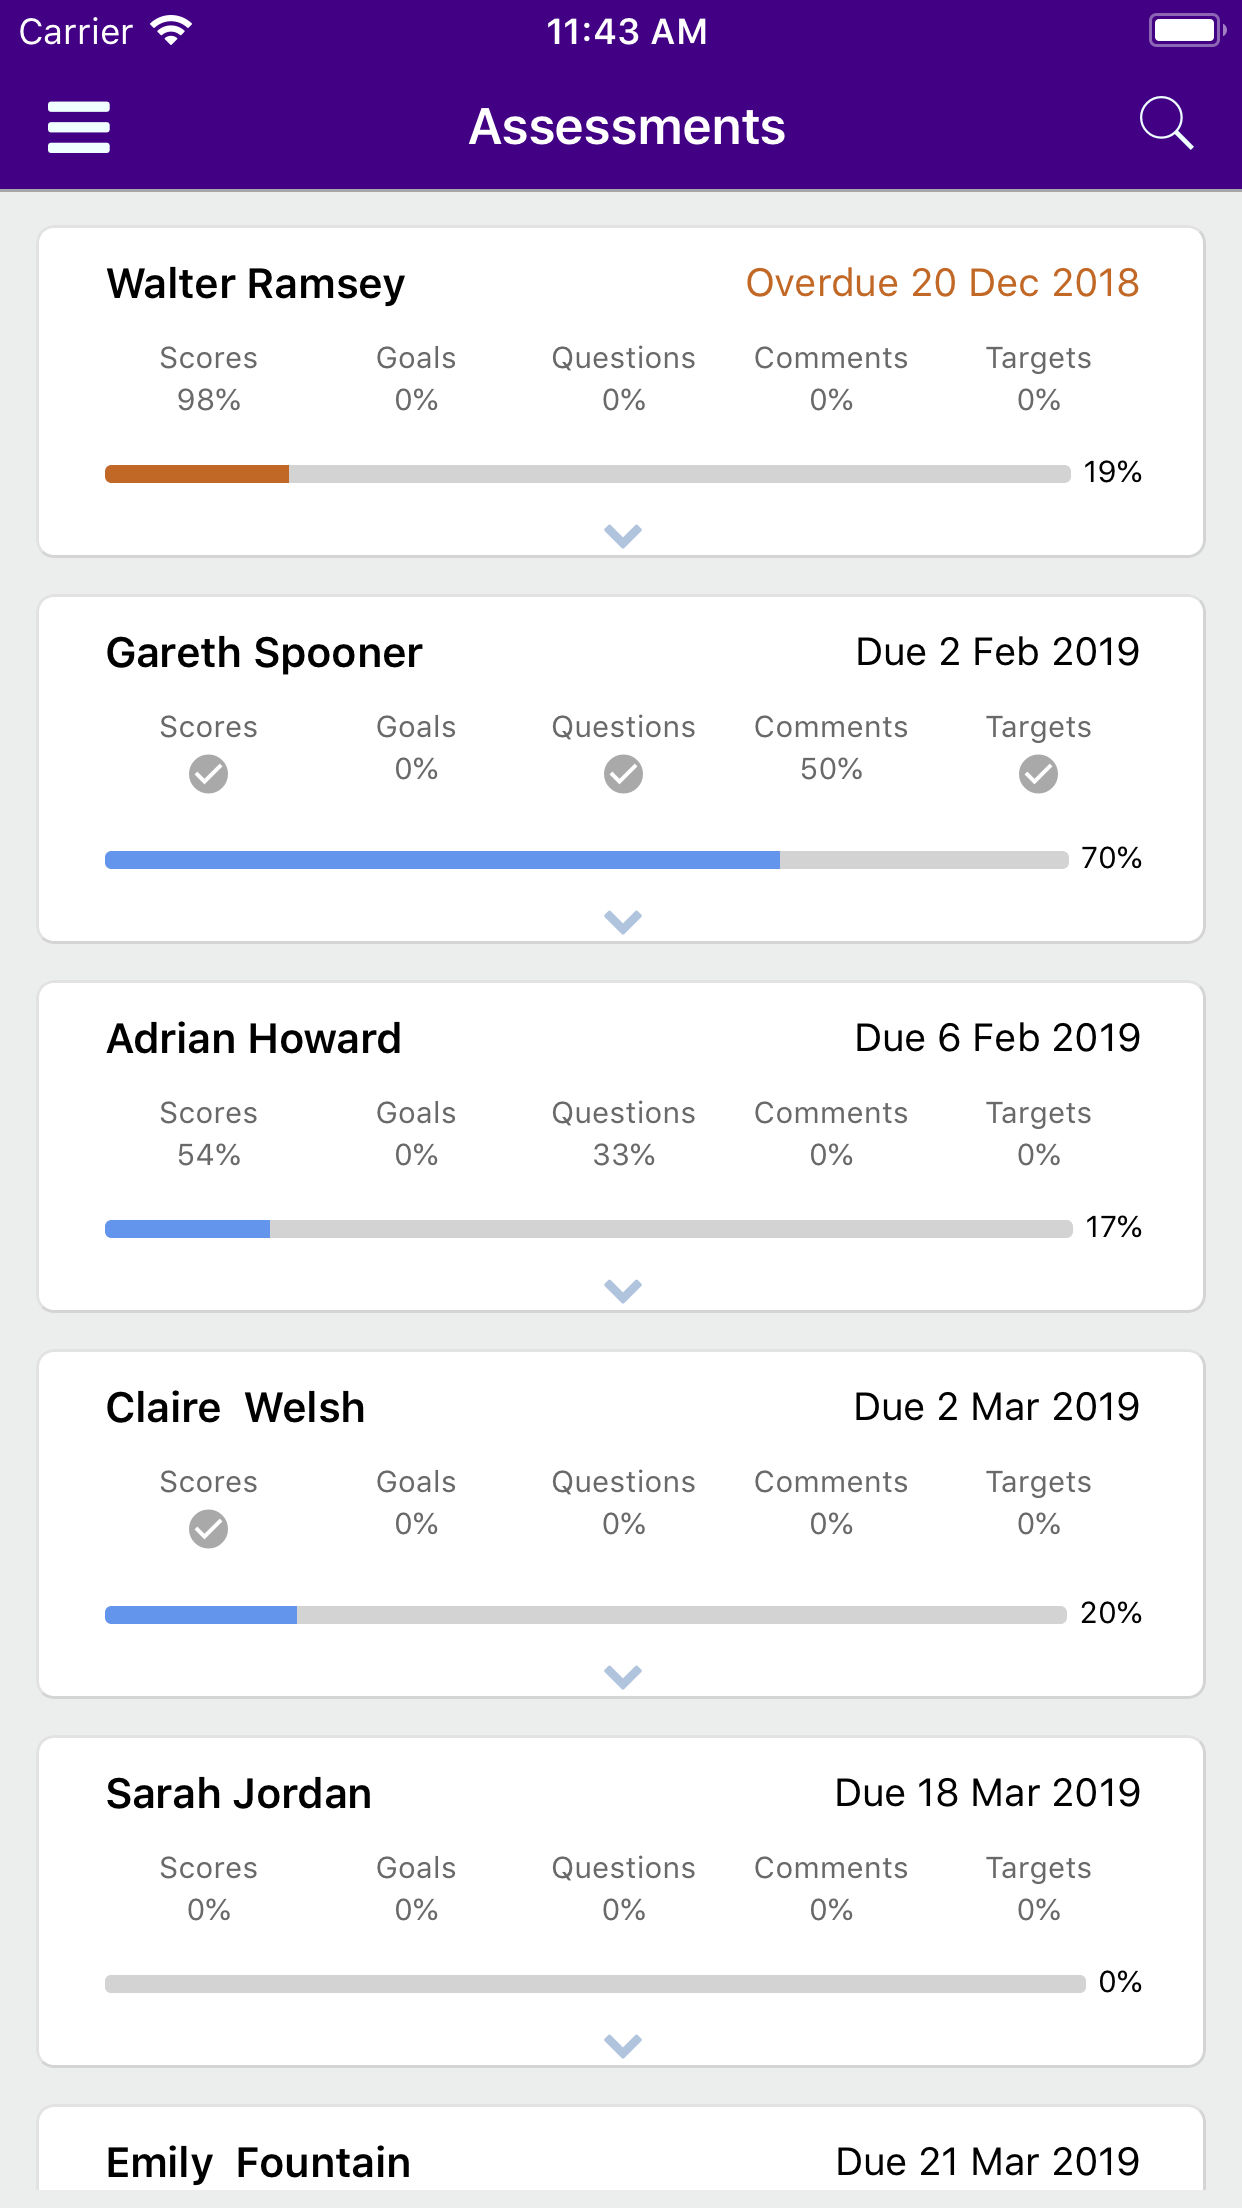 Carrier 11:43 AM
Assessments
Walter Ramsey Overdue 20 Dec 2018
Scores Goals Questions Comments Targets
98% 0% 0% 0% 0%
19%
Gareth Spooner Due 2 Feb 2019
Scores Goals Questions Comments Targets
0% 50%
70%
Adrian Howard Due 6 Feb 2019
Scores Goals Questions Comments Targets
54% 0% 33% 0% 0%
17%
Claire Welsh Due 2 Mar 2019
Scores Goals Questions Comments Targets
0% 0% 0% 0%
20%
Sarah Jordan Due 18 Mar 2019
Scores Goals Questions Comments Targets
0% 0% 0% 0% 0%
0%
Emily Fountain Due 21 Mar 2019